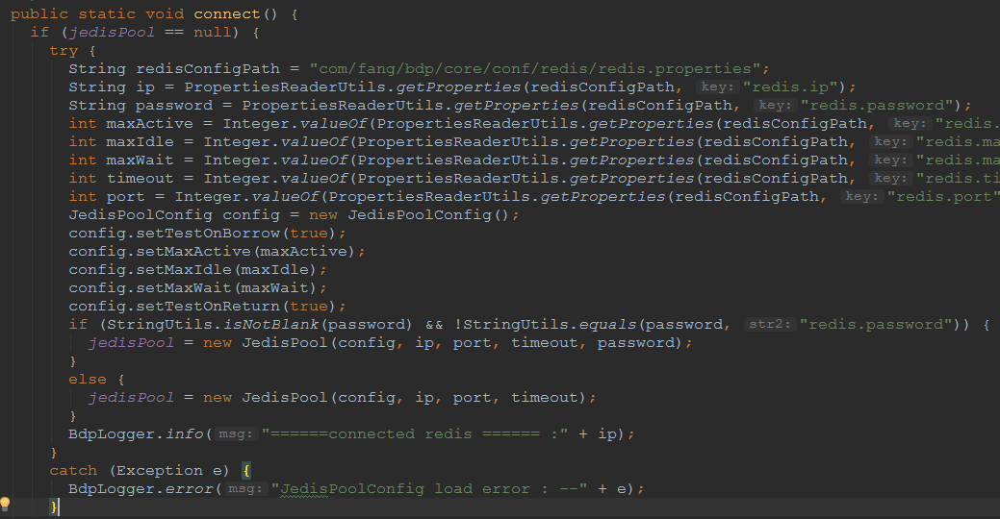 public static void connect() {
if (jedisPool == null) {
try {
String redisConfigPath = "com/fang/bdp/core/conf/redis/redis.properties";
String ip = PropertiesReaderUtils.getProperties(redisConfigPath, key: "redis.ip");
String password = PropertiesReaderUtils.getProperties(redisConfigPath, key: "redis.password");
int maxActive = Integer.valueOf(PropertiesReaderUtils.getProperties(redisConfigPath, key: "redis.
int maxIdle = Integer.valueOf(PropertiesReaderUtils.getProperties(redisConfigPath, key: "redis.ma
int maxWait = Integer.valueOf(PropertiesReaderUtils.getProperties(redisConfigPath, key: "redis.ma
int timeout = Integer.valueOf(PropertiesReaderUtils.getProperties(redisConfigPath, key: "redis.ti
int port = Integer.valueOf(PropertiesReaderUtils.getProperties(redisConfigPath, key: "redis.port"
JedisPoolConfig config = new JedisPoolConfig();
config.setTestOnBorrow(true);
config.setMaxActive(maxActive);
config.setMaxIdle(maxIdle);
config.setMaxWait(maxWait);
config.setTestOnReturn(true);
if (StringUtils.isNotBlank(password) && !StringUtils.equals(password, str2: "redis.password")) {
jedisPool = new JedisPool(config, ip, port, timeout, password);
}
else {
jedisPool = new JedisPool(config, ip, port, timeout);
}
BdpLogger.info( msg: "======connected redis ====== :" + ip);
}
catch (Exception e) {
BdpLogger.error( msg: "JedisPoolConfig load error : --" + e);
}